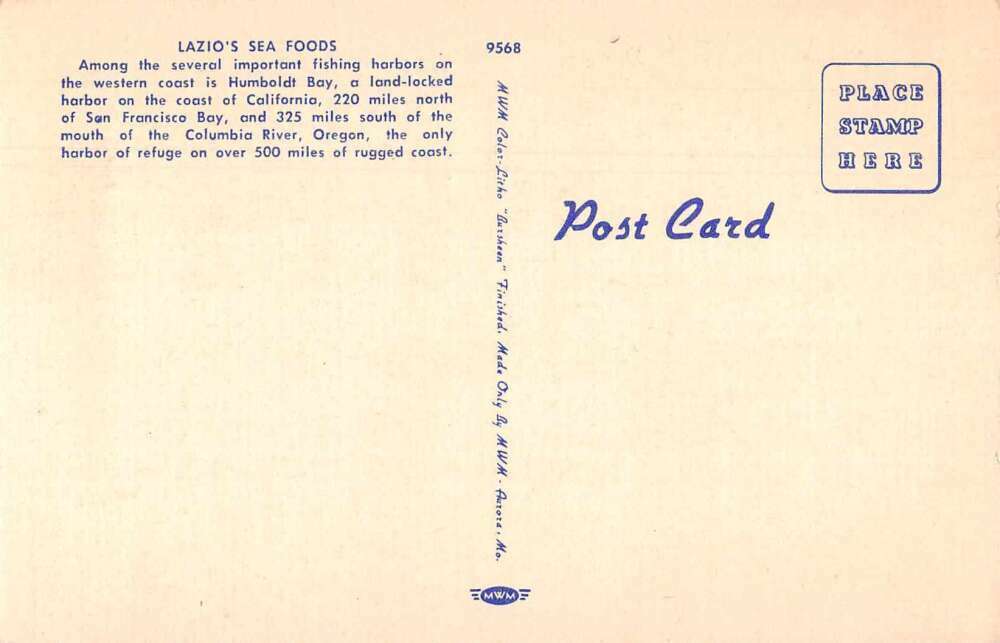 LAZIO'S SEA FOODS
Among the several important fishing harbors on
the western coast is Humboldt Bay, a land-locked
harbor on the coast of California, 220 miles north
of San Francisco Bay, and 325 miles south of the
mouth of the Columbia River, Oregon, the only
harbor of refuge on over 500 miles of rugged coast.
9568
MWM Color-Litho "Bursheen" Finished. Made Only By MWM - Aurora, Mo.
PLACE
STAMP
HERE
Post Card
MWM